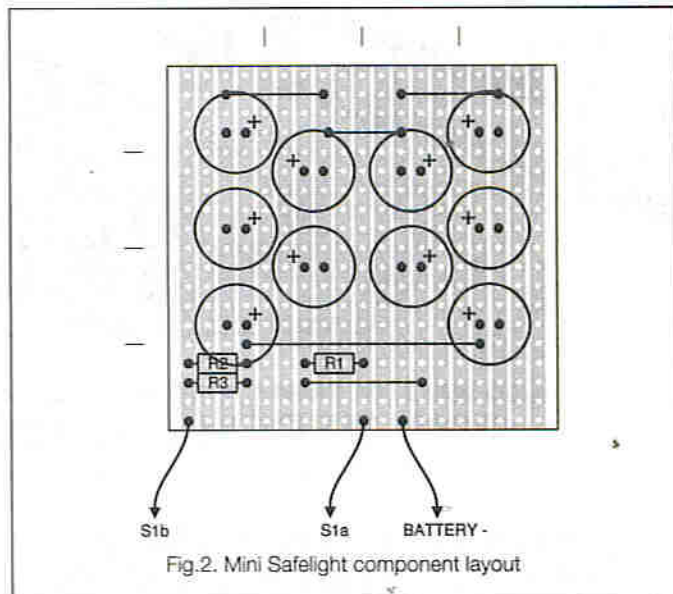 + +
+ +
+ +
+ +
+ +
R2 R1
R3
S1b S1a BATTERY -
Fig.2. Mini Safelight component layout